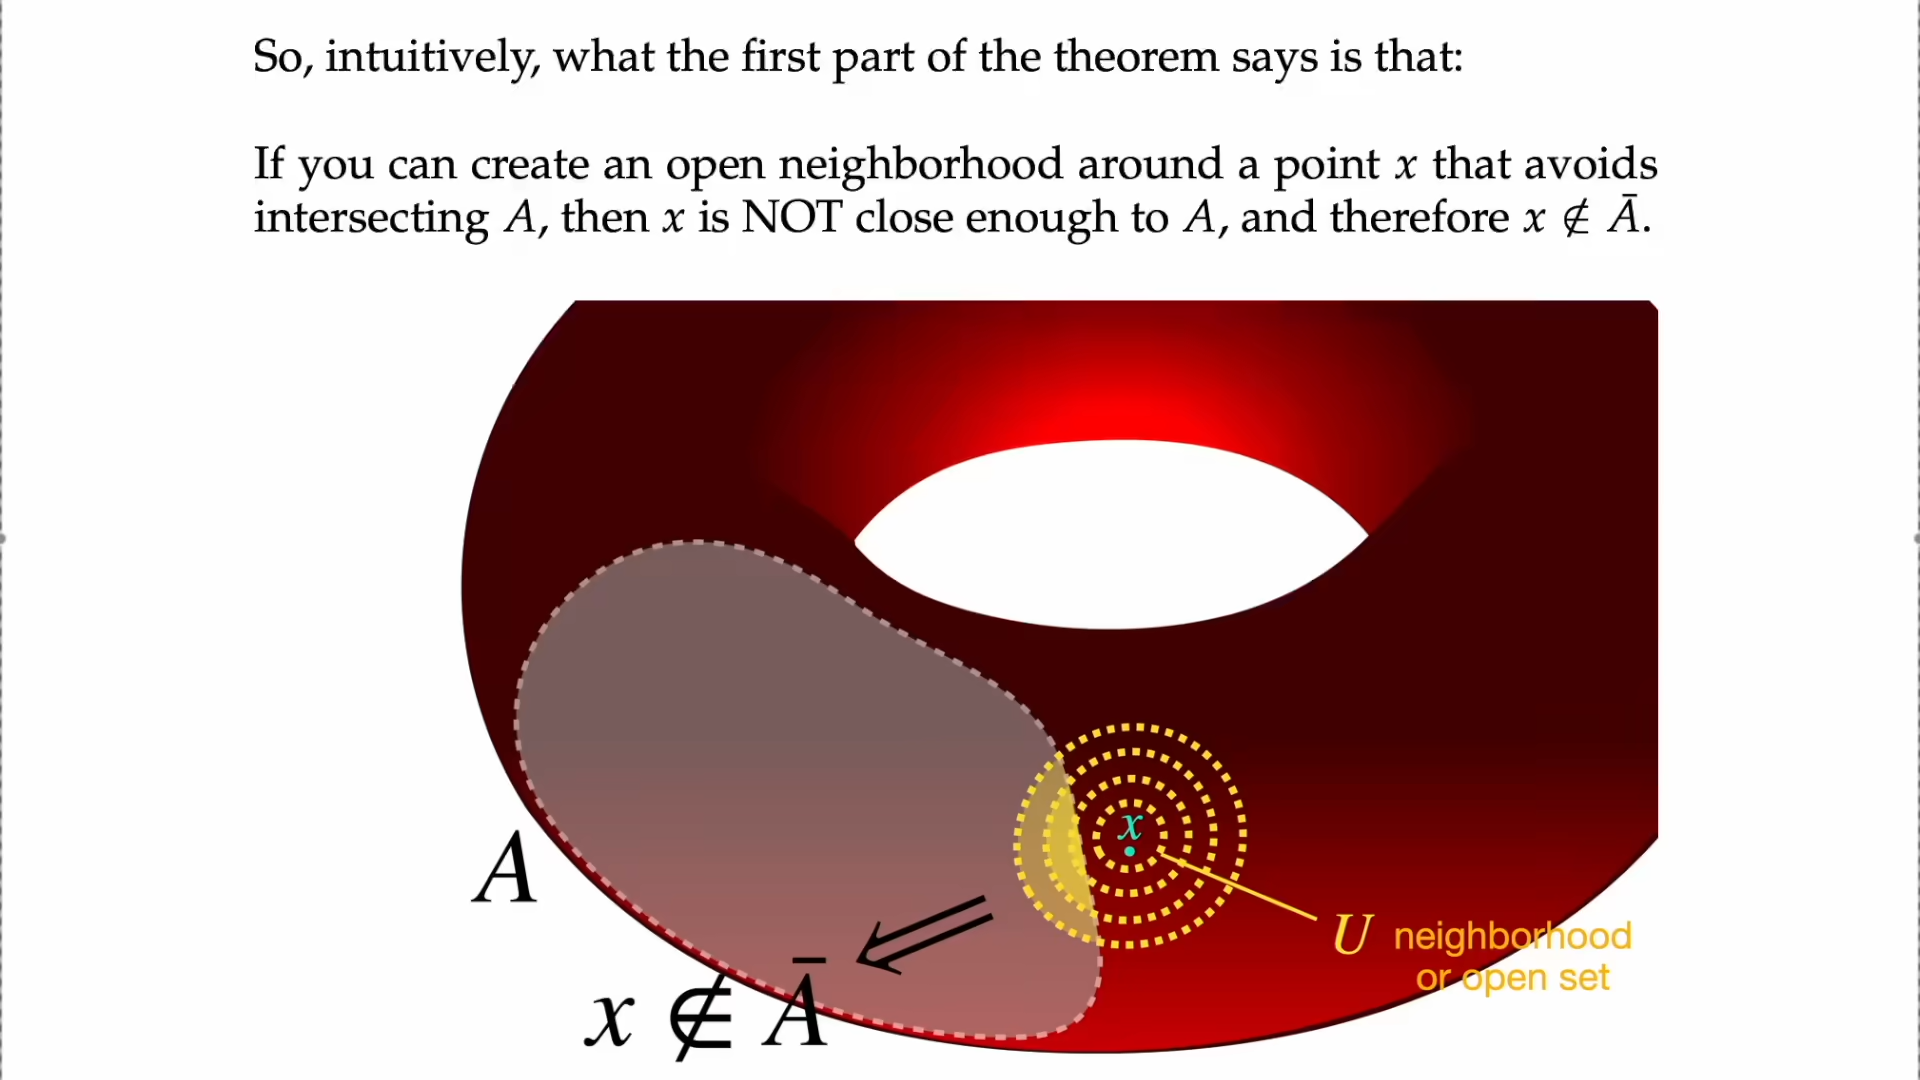 So, intuitively, what the first part of the theorem says is that:
If you can create an open neighborhood around a point x that avoids
intersecting A, then x is NOT close enough to A, and therefore x ∉ Ā.
x
A
U neighborhood
or open set
⇐
x ∉ Ā